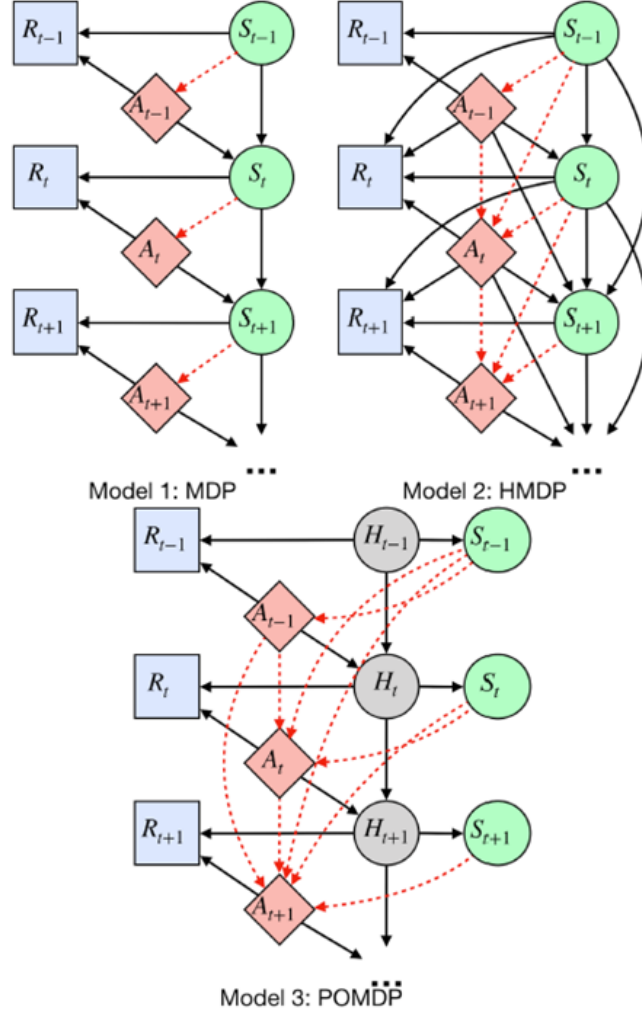 R_{t-1} S_{t-1} R_{t-1} S_{t-1}
A_{t-1} A_{t-1}
R_t S_t R_t S_t
A_t A_t
R_{t+1} S_{t+1} R_{t+1} S_{t+1}
A_{t+1} A_{t+1}
... ...
Model 1: MDP Model 2: HMDP
R_{t-1} H_{t-1} S_{t-1}
A_{t-1}
R_t H_t S_t
A_t
R_{t+1} H_{t+1} S_{t+1}
A_{t+1}
...
Model 3: POMDP